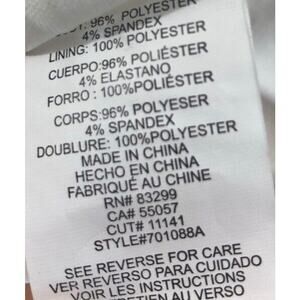 96% POLYESTER
4% SPANDEX
LINING: 100% POLYESTER
CUERPO:96% POLIÉSTER
4% ELASTANO
FORRO : 100%POLIÉSTER
CORPS:96% POLYESER
4% SPANDEX
DOUBLURE: 100%POLYESTER
MADE IN CHINA
HECHO EN CHINA
FABRIQUÉ AU CHINE
RN# 83299
CA# 55057
CUT# 11141
STYLE#701088A
SEE REVERSE FOR CARE
VER REVERSO PARA CUIDADO
VOIR LES INSTRUCTIONS
AU VERSO